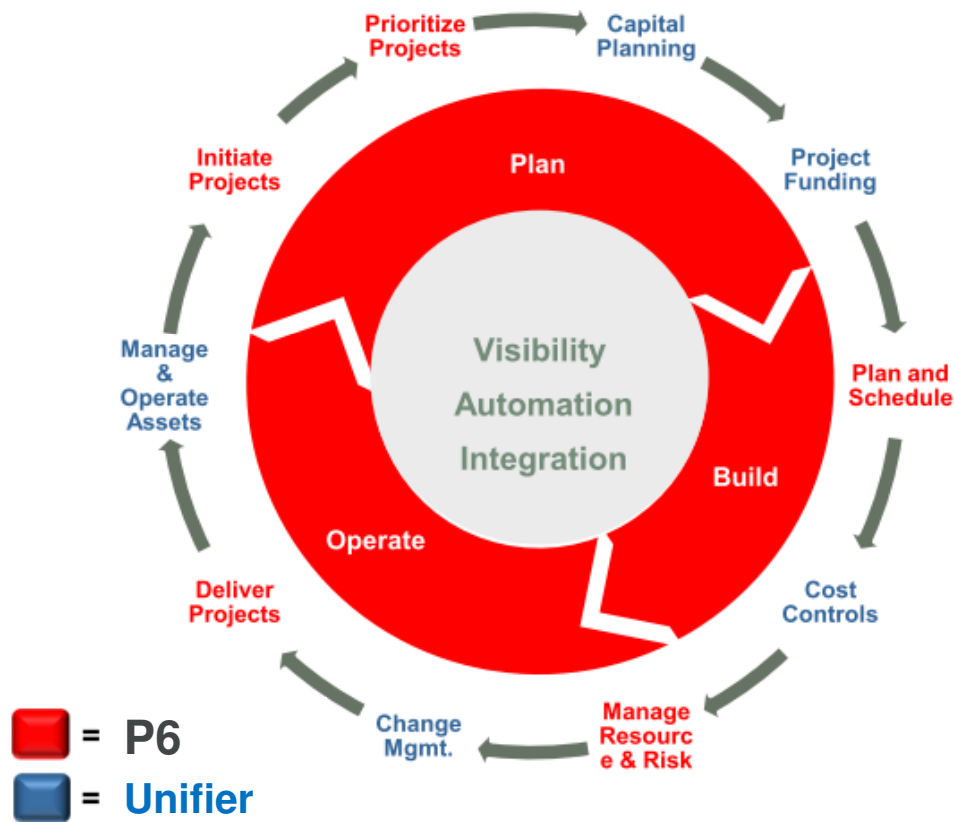 Prioritize
Projects
Capital
Planning
Project
Funding
Plan and
Schedule
Cost
Controls
Manage
Resourc
e & Risk
Change
Mgmt.
Deliver
Projects
Manage
&
Operate
Assets
Initiate
Projects
Plan
Build
Operate
Visibility
Automation
Integration
= P6
= Unifier